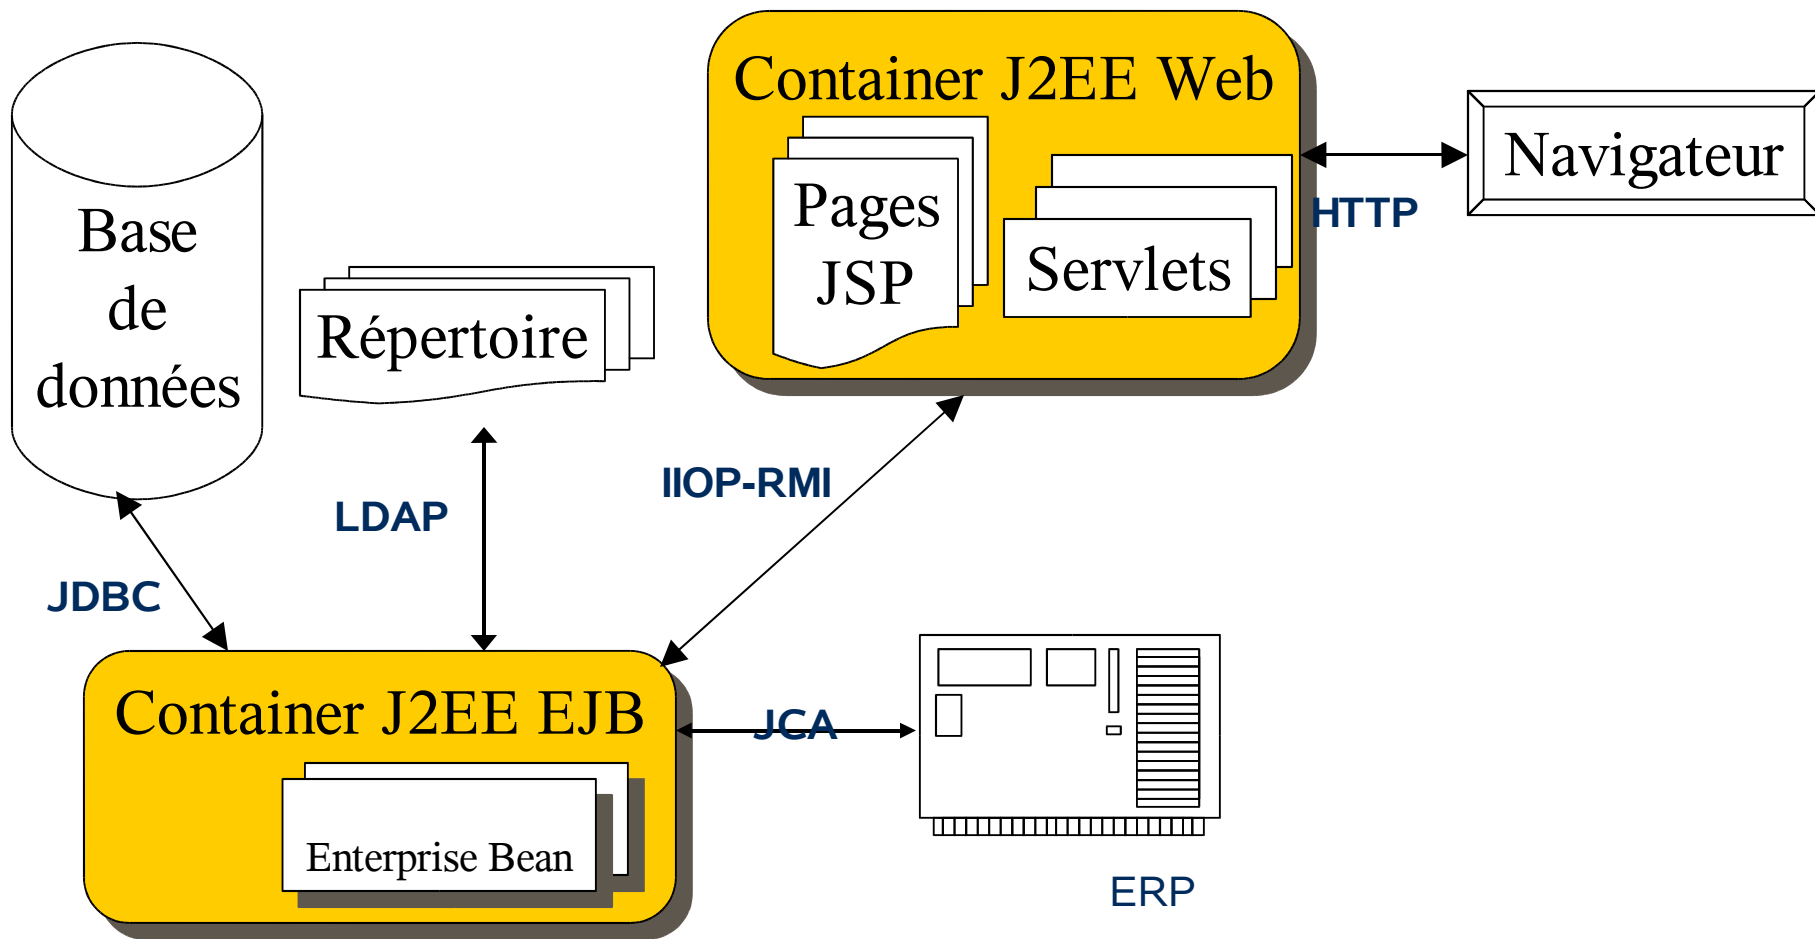 Container J2EE Web
Pages
JSP
Servlets
HTTP
Navigateur
Base
de
données
Répertoire
JDBC
LDAP
IIOP-RMI
Container J2EE EJB
Enterprise Bean
JCA
ERP